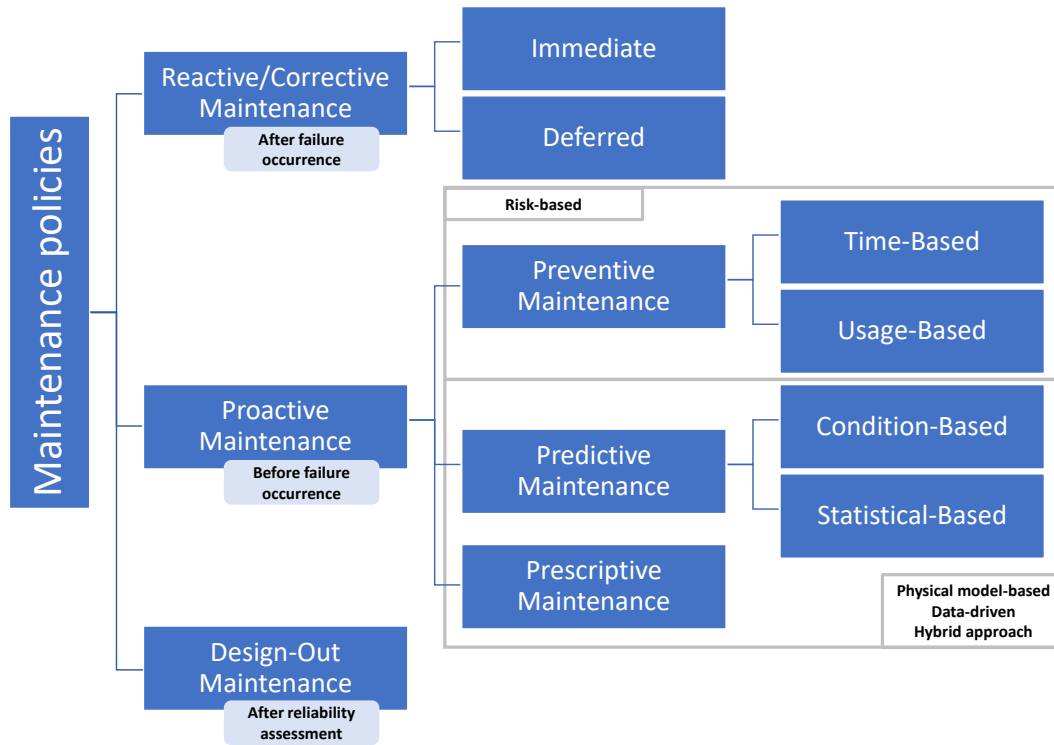 Maintenance policies
Reactive/Corrective
Maintenance
After failure
occurrence
Immediate
Deferred
Risk-based
Proactive
Maintenance
Before failure
occurrence
Preventive
Maintenance
Time-Based
Usage-Based
Predictive
Maintenance
Condition-Based
Statistical-Based
Prescriptive
Maintenance
Physical model-based
Data-driven
Hybrid approach
Design-Out
Maintenance
After reliability
assessment